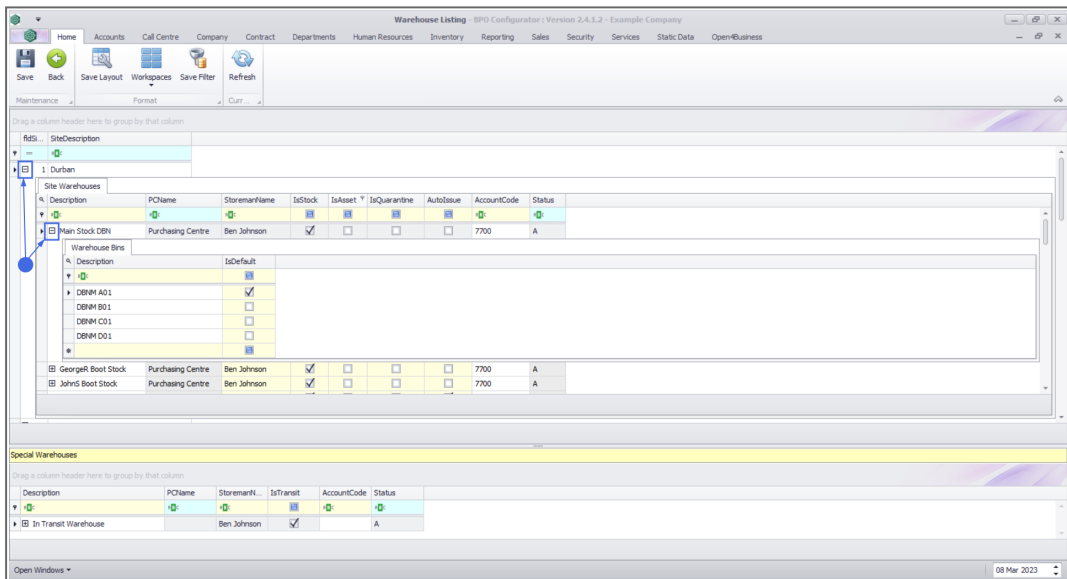 Warehouse Listing - BPO Configurator: Version 2.4.1.2 - Example Company
Home Accounts Call Centre Company Contract Departments Human Resources Inventory Reporting Sales Security Services Static Data Open4Business
Save Back Save Layout Workspaces Save Filter Refresh
Maintenance Format Curr...
Drag a column header here to group by that column
fldSi... SiteDescription
1 Durban
Site Warehouses
Description PCName StoremanName IsStock IsAsset IsQuarantine AutoIssue AccountCode Status
Main Stock DBN Purchasing Centre Ben Johnson 7700 A
Warehouse Bins
Description IsDefault
DBNM A01
DBNM B01
DBNM C01
DBNM D01
GeorgeR Boot Stock Purchasing Centre Ben Johnson 7700 A
JohnS Boot Stock Purchasing Centre Ben Johnson 7700 A
Special Warehouses
Drag a column header here to group by that column
Description PCName StoremanN... IsTransit AccountCode Status
In Transit Warehouse Ben Johnson A
Open Windows 08 Mar 2023